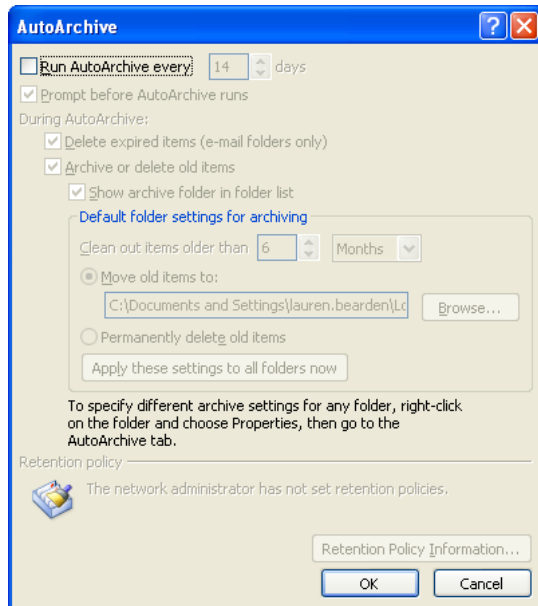 AutoArchive
Run AutoArchive every 14 days
Prompt before AutoArchive runs
During AutoArchive:
Delete expired items (e-mail folders only)
Archive or delete old items
Show archive folder in folder list
Default folder settings for archiving
Clean out items older than 6 Months
Move old items to:
C:\Documents and Settings\lauren.bearden\Lo Browse...
Permanently delete old items
Apply these settings to all folders now
To specify different archive settings for any folder, right-click
on the folder and choose Properties, then go to the
AutoArchive tab.
Retention policy
The network administrator has not set retention policies.
Retention Policy Information...
OK Cancel